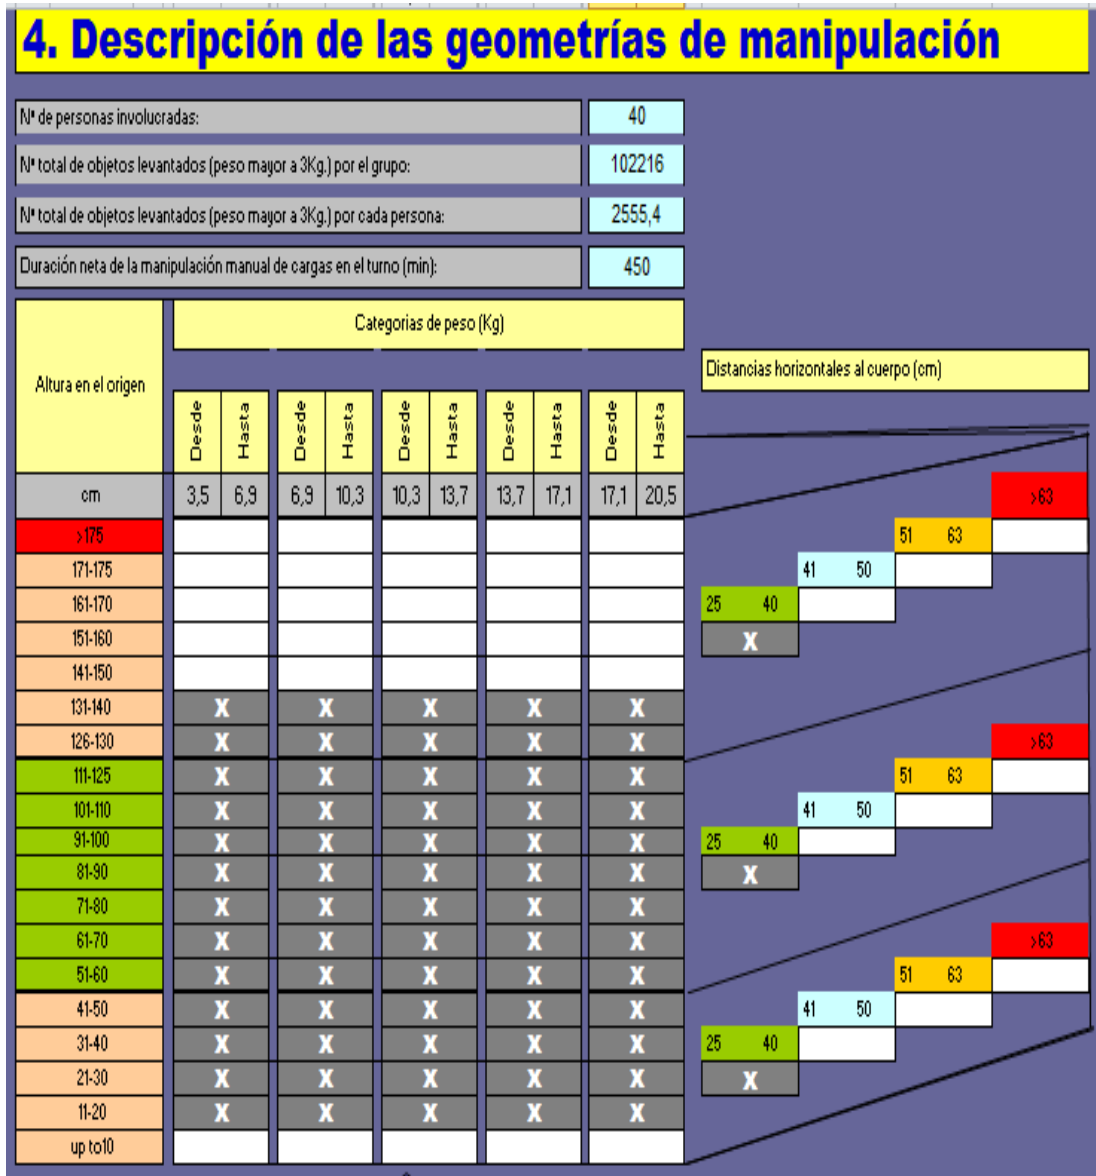 4. Descripción de las geometrías de manipulación
Nº de personas involucradas: 40
Nº total de objetos levantados (peso mayor a 3Kg.) por el grupo: 102216
Nº total de objetos levantados (peso mayor a 3Kg.) por cada persona: 2555,4
Duración neta de la manipulación manual de cargas en el turno (min): 450
Categorias de peso (Kg)
Distancias horizontales al cuerpo (cm)
Altura en el origen
Desde Hasta Desde Hasta Desde Hasta Desde Hasta Desde Hasta
cm 3,5 6,9 6,9 10,3 10,3 13,7 13,7 17,1 17,1 20,5 >63
>175 51 63
171-175 41 50
161-170 25 40
151-160 X
141-150
131-140 X X X X X
126-130 X X X X X >63
111-125 X X X X X 51 63
101-110 X X X X X 41 50
91-100 X X X X X 25 40
81-90 X X X X X X
71-80 X X X X X
61-70 X X X X X >63
51-60 X X X X X 51 63
41-50 X X X X X 41 50
31-40 X X X X X 25 40
21-30 X X X X X X
11-20 X X X X X
up to10